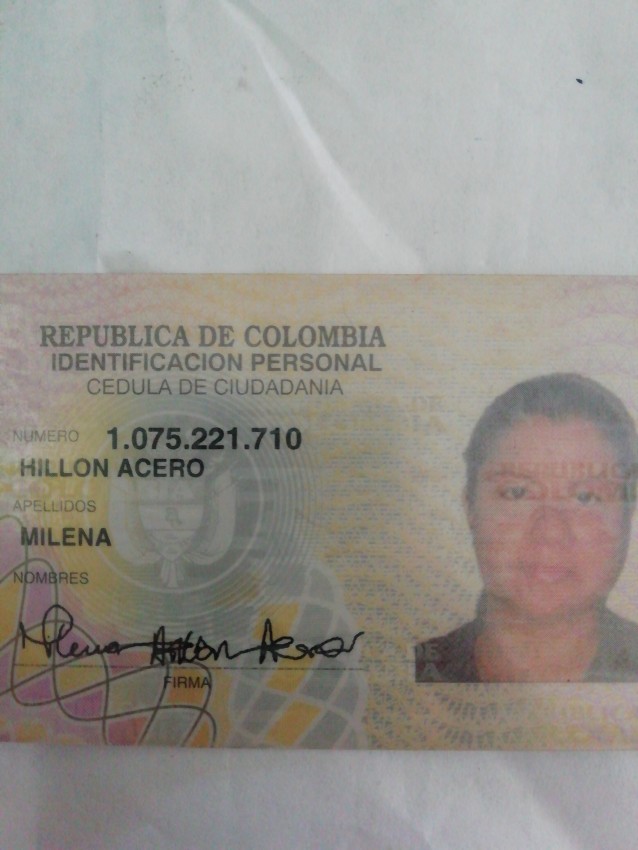 REPUBLICA DE COLOMBIA
IDENTIFICACION PERSONAL
CEDULA DE CIUDADANIA
NUMERO 1.075.221.710
HILLON ACERO
APELLIDOS
MILENA
NOMBRES
Milena Hillon Acero
FIRMA